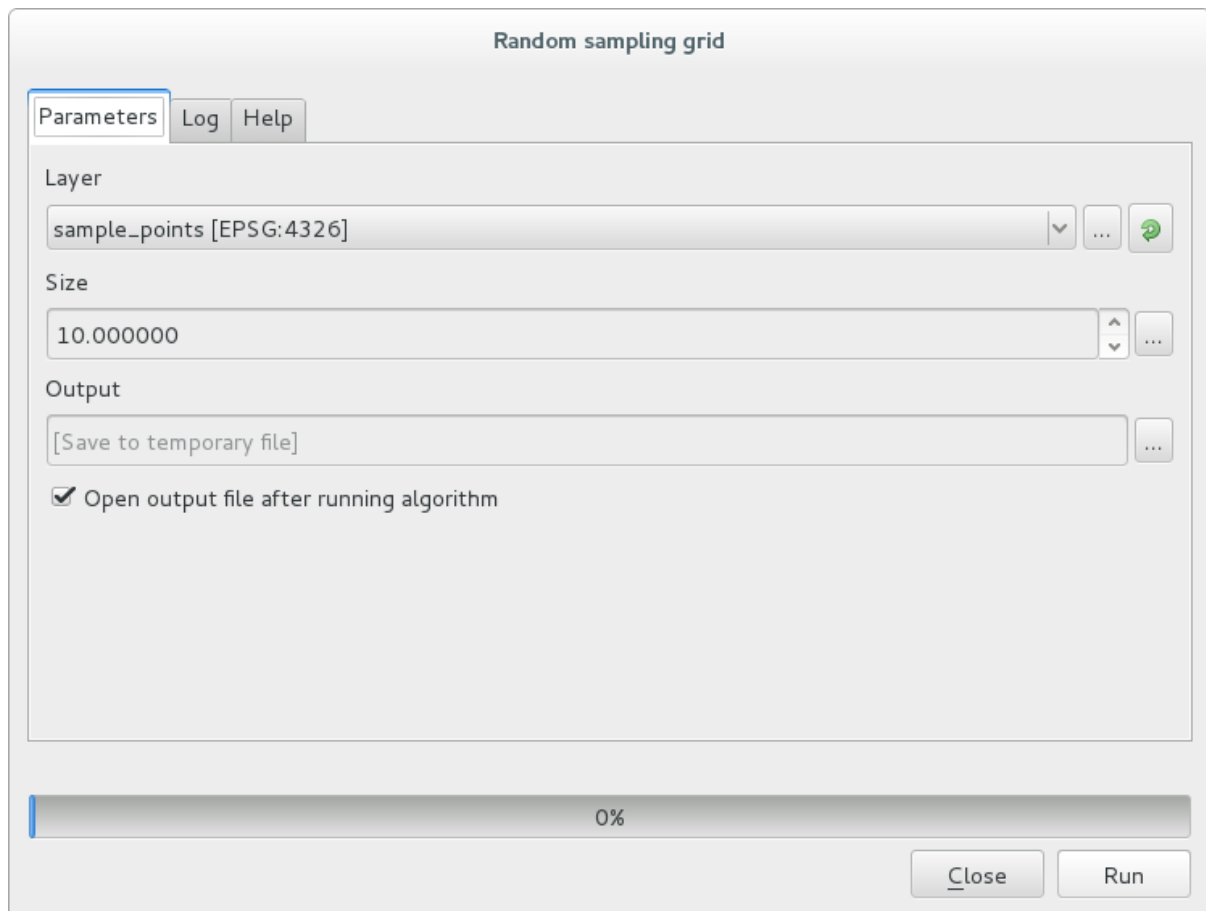 Random sampling grid
Parameters Log Help
Layer
sample_points [EPSG:4326] ...
Size
10.000000 ...
Output
[Save to temporary file] ...
Open output file after running algorithm
0%
Close Run